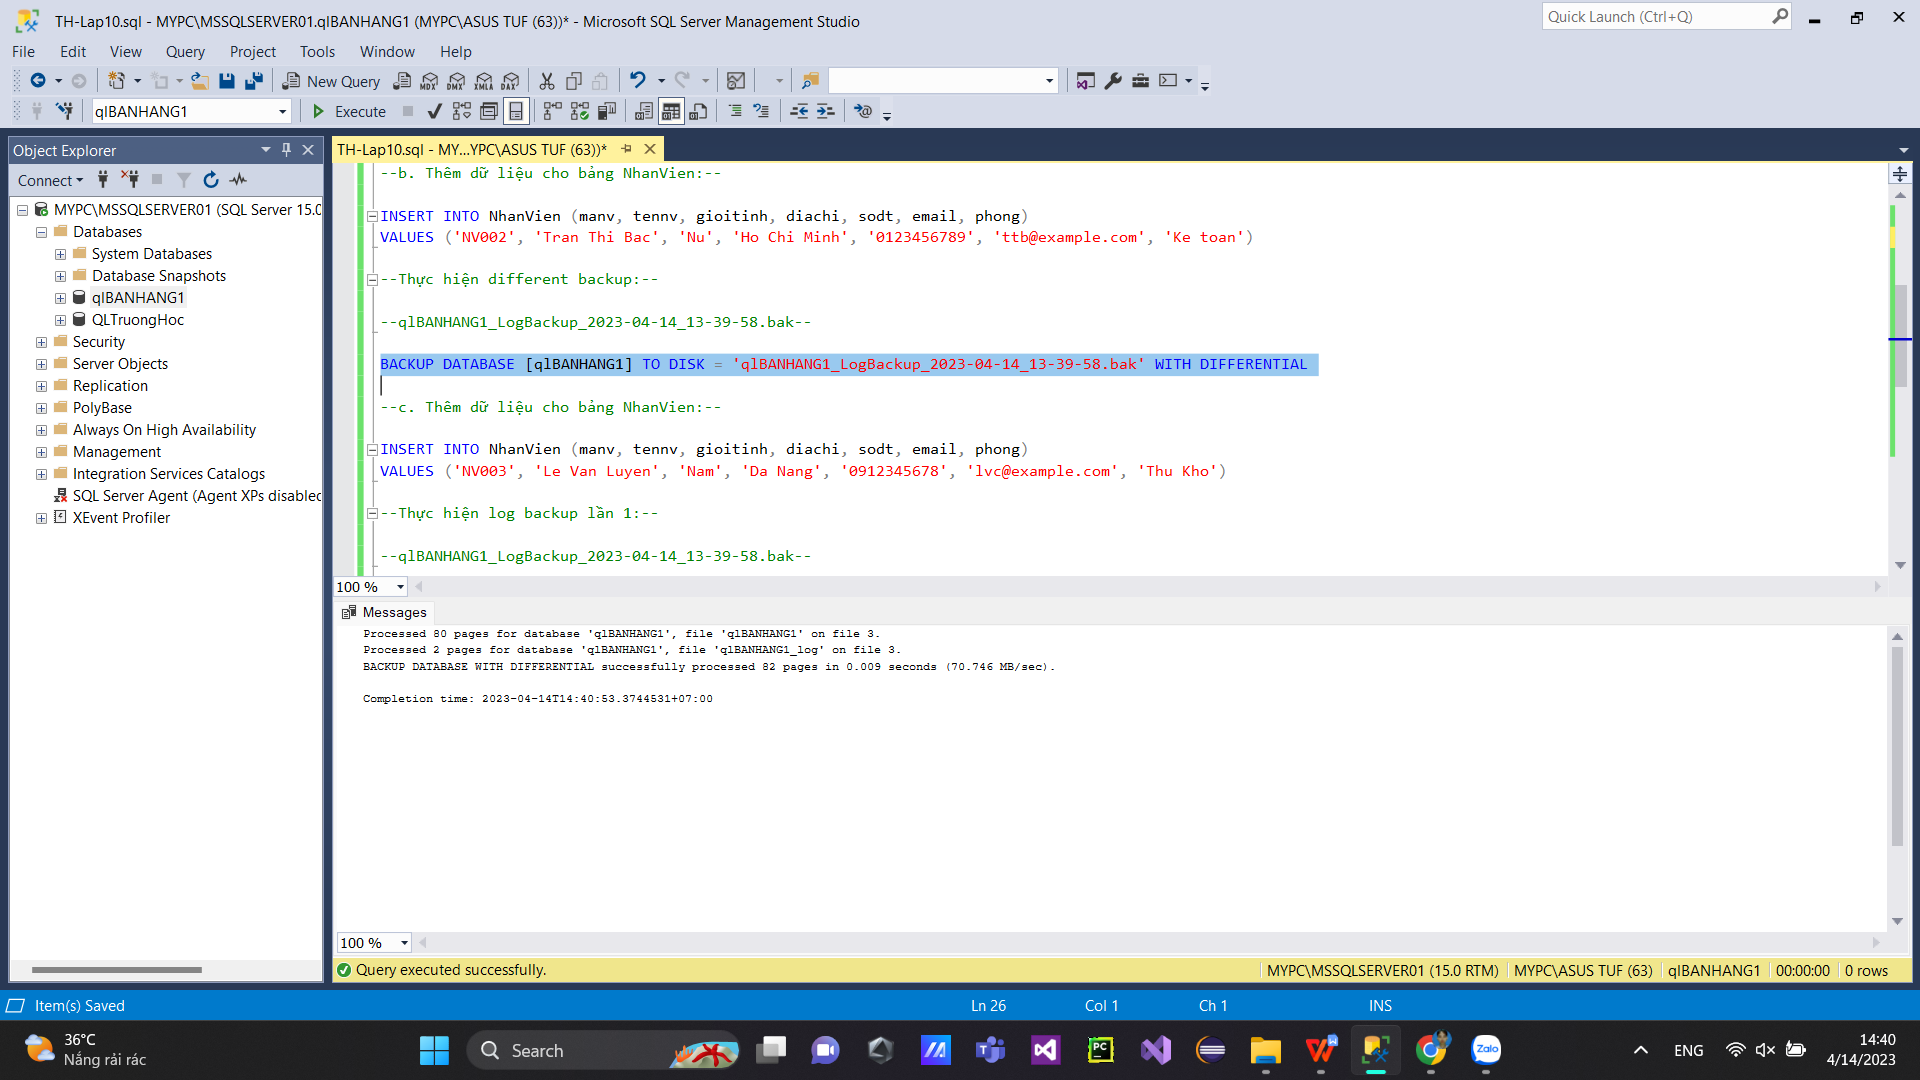 TH-Lap10.sql - MYPC\MSSQLSERVER01.qlBANHANG1 (MYPC\ASUS TUF (63))* - Microsoft SQL Server Management Studio
Quick Launch (Ctrl+Q)
File Edit View Query Project Tools Window Help
New Query
MDX DMX XMLA DAX
qlBANHANG1
Execute
Object Explorer
TH-Lap10.sql - MY...YPC\ASUS TUF (63))*
Connect
MYPC\MSSQLSERVER01 (SQL Server 15.0
Databases
System Databases
Database Snapshots
qlBANHANG1
QLTruongHoc
Security
Server Objects
Replication
PolyBase
Always On High Availability
Management
Integration Services Catalogs
SQL Server Agent (Agent XPs disabled
XEvent Profiler
--b. Thêm dữ liệu cho bảng NhanVien:--
INSERT INTO NhanVien (manv, tennv, gioitinh, diachi, sodt, email, phong)
VALUES ('NV002', 'Tran Thi Bac', 'Nu', 'Ho Chi Minh', '0123456789', 'ttb@example.com', 'Ke toan')
--Thực hiện different backup:--
--qlBANHANG1_LogBackup_2023-04-14_13-39-58.bak--
BACKUP DATABASE [qlBANHANG1] TO DISK = 'qlBANHANG1_LogBackup_2023-04-14_13-39-58.bak' WITH DIFFERENTIAL
--c. Thêm dữ liệu cho bảng NhanVien:--
INSERT INTO NhanVien (manv, tennv, gioitinh, diachi, sodt, email, phong)
VALUES ('NV003', 'Le Van Luyen', 'Nam', 'Da Nang', '0912345678', 'lvc@example.com', 'Thu Kho')
--Thực hiện log backup lần 1:--
--qlBANHANG1_LogBackup_2023-04-14_13-39-58.bak--
100 %
Messages
Processed 80 pages for database 'qlBANHANG1', file 'qlBANHANG1' on file 3.
Processed 2 pages for database 'qlBANHANG1', file 'qlBANHANG1_log' on file 3.
BACKUP DATABASE WITH DIFFERENTIAL successfully processed 82 pages in 0.009 seconds (70.746 MB/sec).
Completion time: 2023-04-14T14:40:53.3744531+07:00
100 %
Query executed successfully.
MYPC\MSSQLSERVER01 (15.0 RTM) MYPC\ASUS TUF (63) qlBANHANG1 00:00:00 0 rows
Item(s) Saved
Ln 26 Col 1 Ch 1 INS
36°C
Nắng rải rác
Search
PC
Zalo
ENG
14:40
4/14/2023